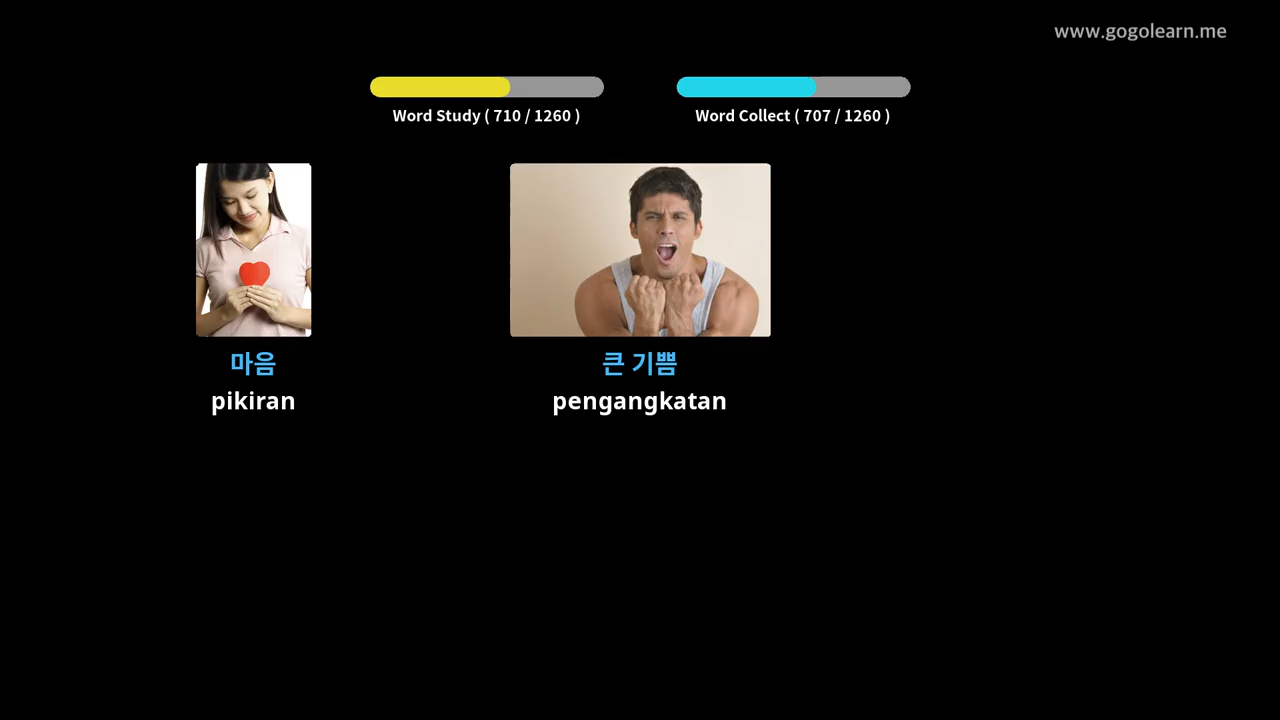 www.gogolearn.me
Word Study ( 710 / 1260 )
Word Collect ( 707 / 1260 )
마음
pikiran
큰 기쁨
pengangkatan